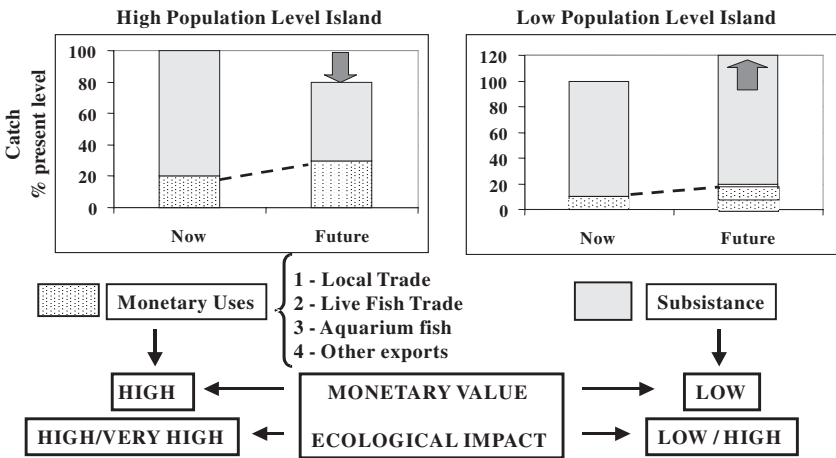 High Population Level Island
Low Population Level Island
Catch
% present level
100
80
60
40
20
0
Now
Future
120
100
80
60
40
20
0
Now
Future
Monetary Uses
1 - Local Trade
2 - Live Fish Trade
3 - Aquarium fish
4 - Other exports
Subsistance
HIGH
MONETARY VALUE
LOW
HIGH/VERY HIGH
ECOLOGICAL IMPACT
LOW / HIGH